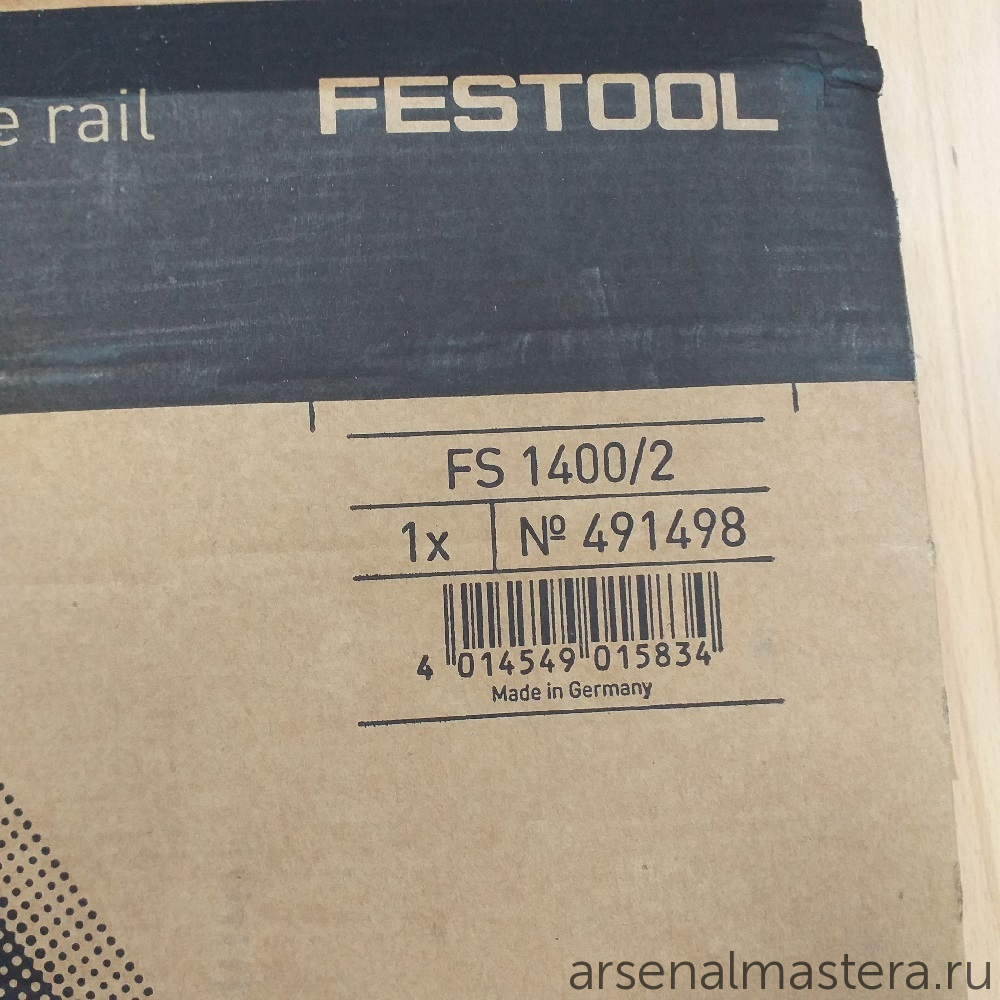 e rail
FESTOOL
FS 1400/2
1x
Nº 491498
4 014549 015834
Made in Germany
arsenalmastera.ru